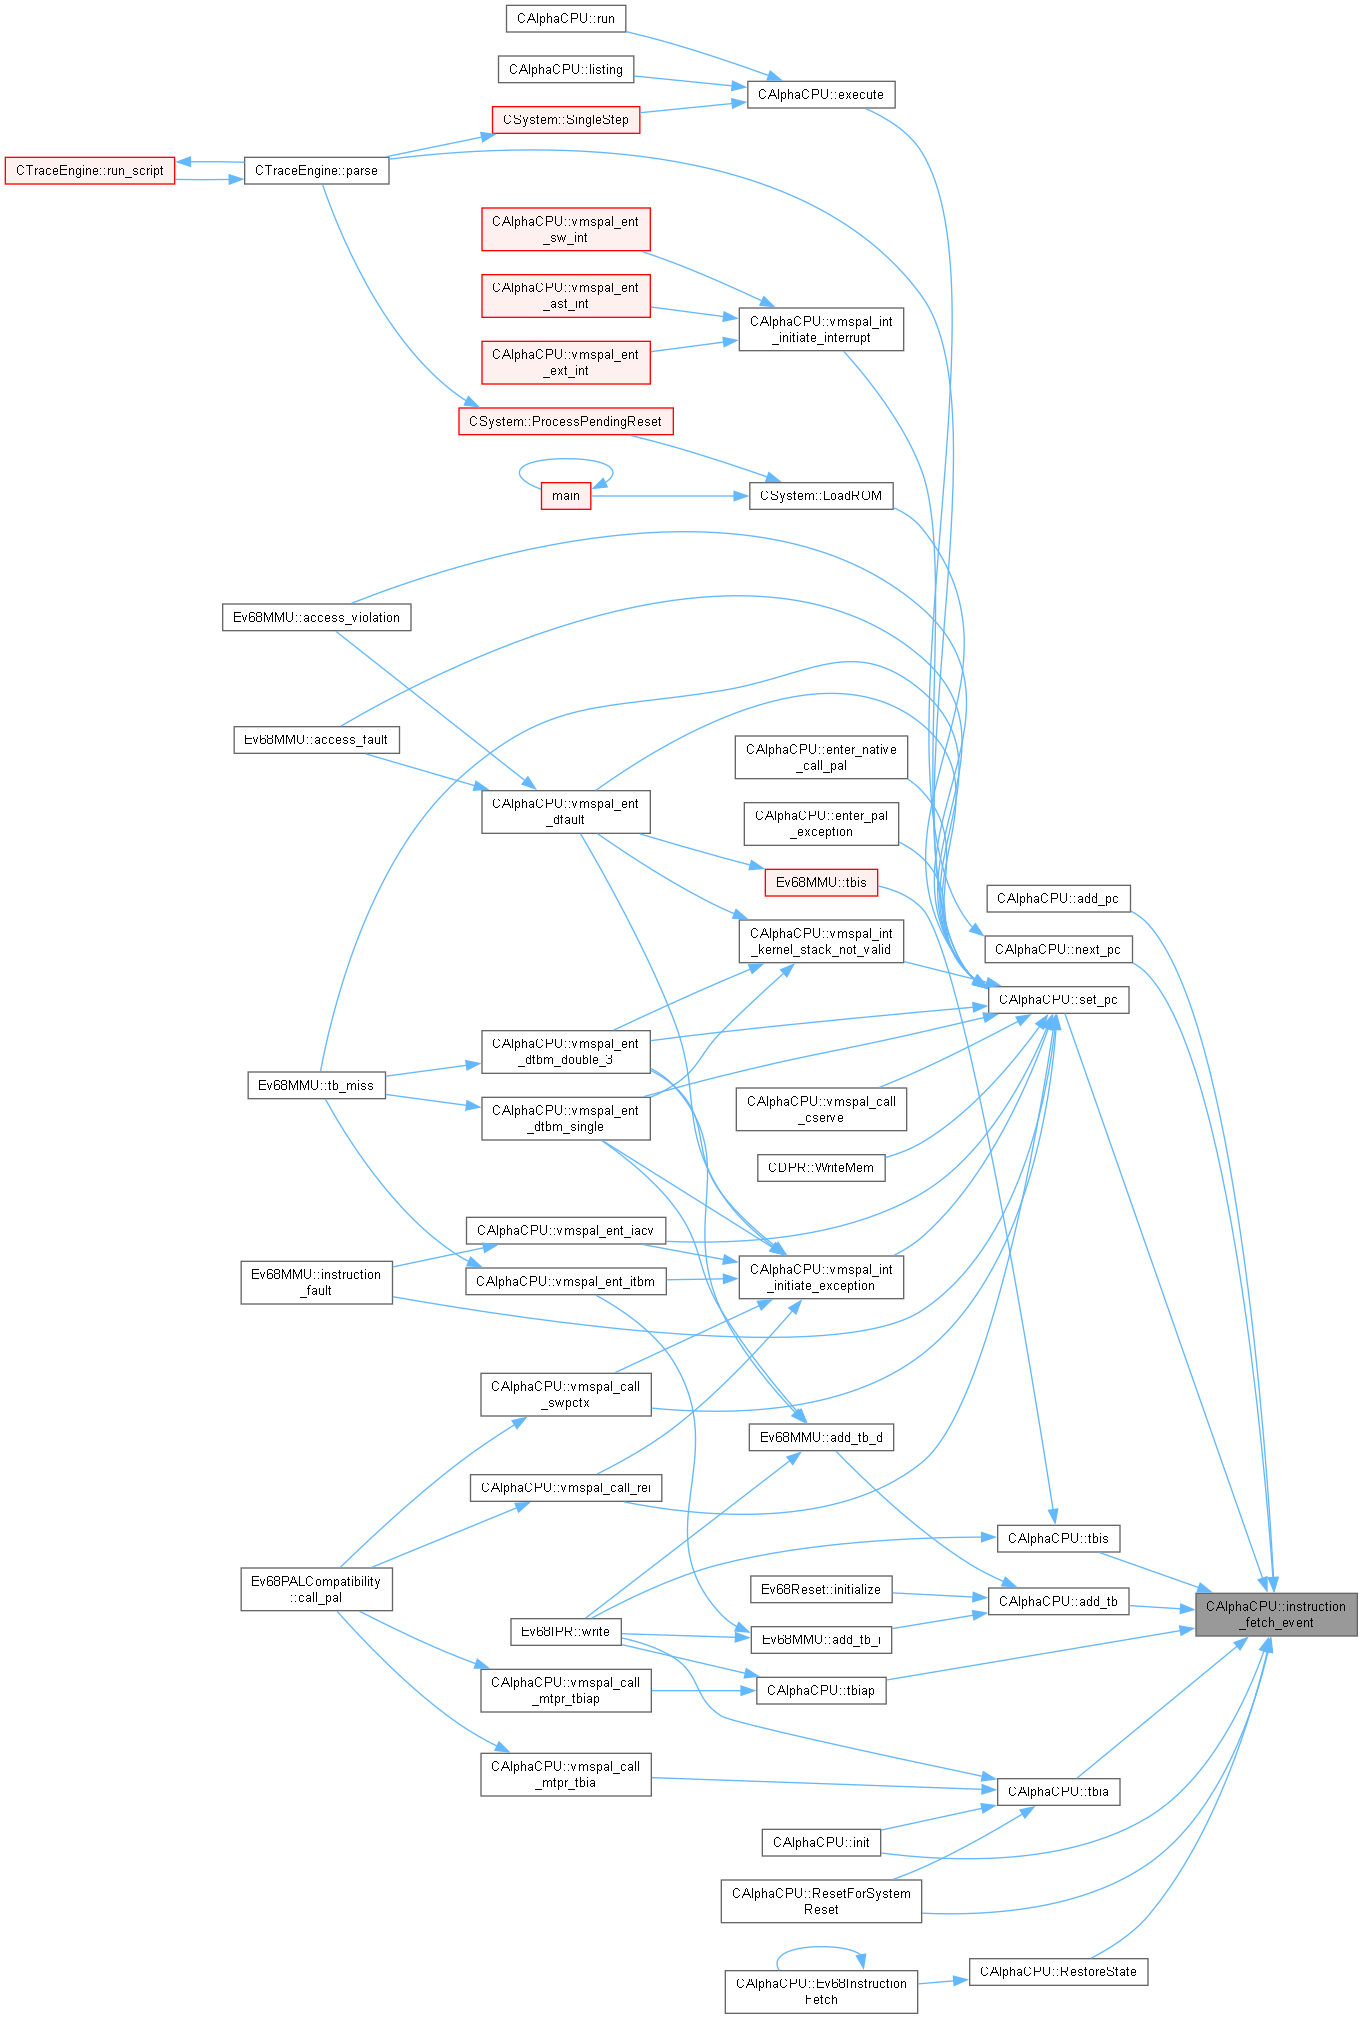 CAlphaCPU::run
CAlphaCPU::listing
CAlphaCPU::execute
CSystem::SingleStep
CTraceEngine::run_script
CTraceEngine::parse
CAlphaCPU::vmspal_ent
_sw_int
CAlphaCPU::vmspal_ent
_ast_int
CAlphaCPU::vmspal_int
_initiate_interrupt
CAlphaCPU::vmspal_ent
_ext_int
CSystem::ProcessPendingReset
main
CSystem::LoadROM
Ev68MMU::access_violation
Ev68MMU::access_fault
CAlphaCPU::enter_native
_call_pal
CAlphaCPU::vmspal_ent
_dfault
CAlphaCPU::enter_pal
_exception
Ev68MMU::tbis
CAlphaCPU::add_pc
CAlphaCPU::vmspal_int
_kernel_stack_not_valid
CAlphaCPU::next_pc
CAlphaCPU::set_pc
CAlphaCPU::vmspal_ent
_dtbm_double_3
Ev68MMU::tb_miss
CAlphaCPU::vmspal_ent
_dtbm_single
CAlphaCPU::vmspal_call
_cserve
CDPR::WriteMem
CAlphaCPU::vmspal_ent_iacv
Ev68MMU::instruction
_fault
CAlphaCPU::vmspal_ent_itbm
CAlphaCPU::vmspal_int
_initiate_exception
CAlphaCPU::vmspal_call
_swpctx
Ev68MMU::add_tb_d
CAlphaCPU::vmspal_call_rei
CAlphaCPU::tbis
Ev68PALCompatibility
::call_pal
Ev68Reset::initialize
CAlphaCPU::add_tb
CAlphaCPU::instruction
_fetch_event
Ev68IPR::write
Ev68MMU::add_tb_i
CAlphaCPU::vmspal_call
_mtpr_tbiap
CAlphaCPU::tbiap
CAlphaCPU::vmspal_call
_mtpr_tbia
CAlphaCPU::tbia
CAlphaCPU::init
CAlphaCPU::ResetForSystem
Reset
CAlphaCPU::RestoreState
CAlphaCPU::Ev68Instruction
Fetch